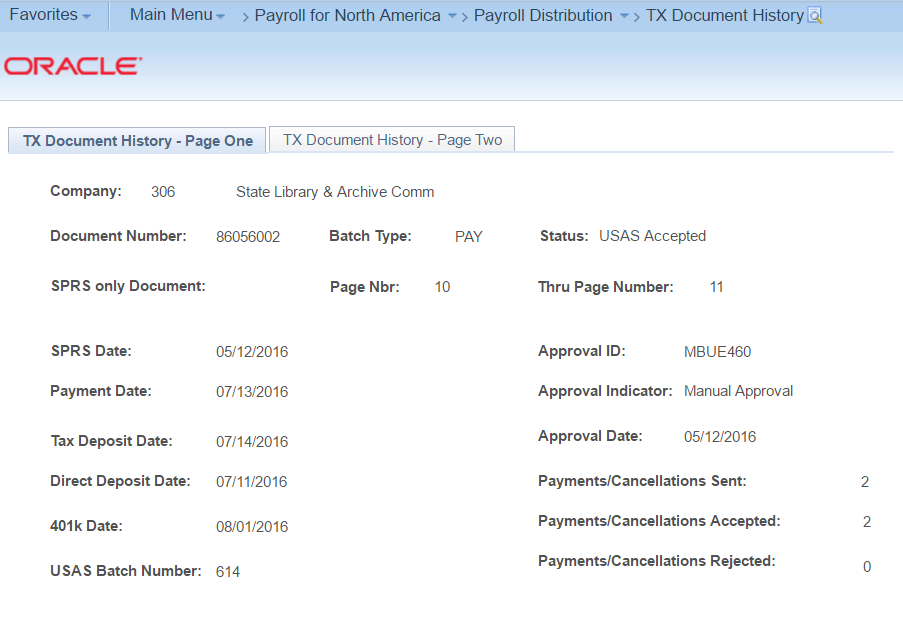 Favorites Main Menu > Payroll for North America > Payroll Distribution > TX Document History
ORACLE
TX Document History - Page One TX Document History - Page Two
Company: 306 State Library & Archive Comm
Document Number: 86056002 Batch Type: PAY Status: USAS Accepted
SPRS only Document: Page Nbr: 10 Thru Page Number: 11
SPRS Date: 05/12/2016 Approval ID: MBUE460
Payment Date: 07/13/2016 Approval Indicator: Manual Approval
Tax Deposit Date: 07/14/2016 Approval Date: 05/12/2016
Direct Deposit Date: 07/11/2016 Payments/Cancellations Sent: 2
401k Date: 08/01/2016 Payments/Cancellations Accepted: 2
USAS Batch Number: 614 Payments/Cancellations Rejected: 0